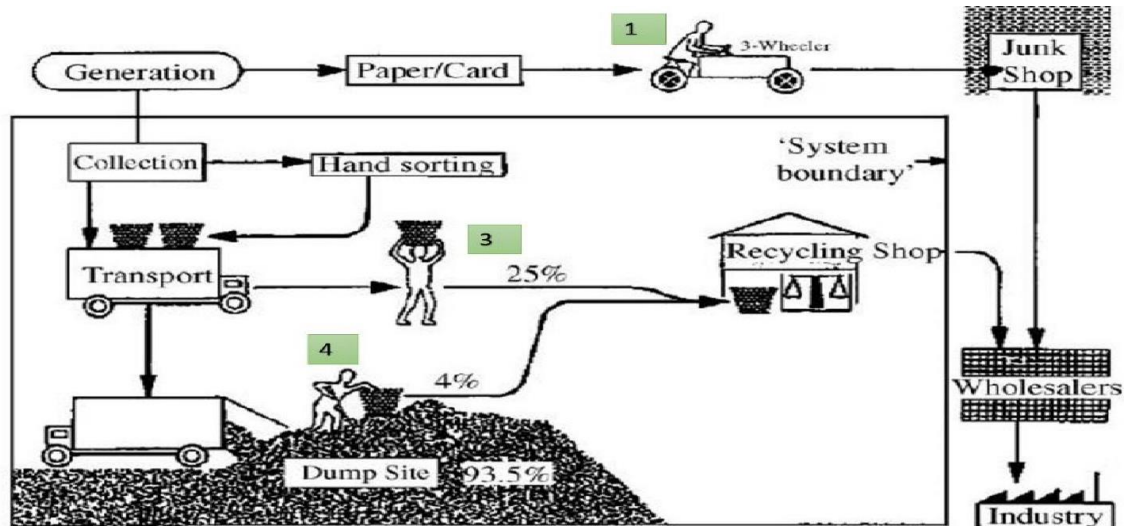 1
3-Wheeler
Junk
Shop
Generation
Paper/Card
Collection
Hand sorting
'System
boundary'
3
Transport
25%
Recycling Shop
4
4%
Wholesalers
Dump Site
93.5%
Industry